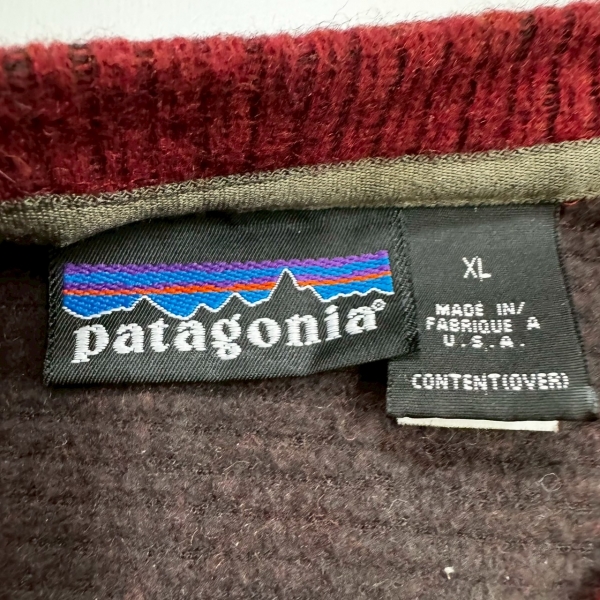 patagonia®
XL
MADE IN/
FABRIQUE A
U.S.A.
CONTENT(OVER)